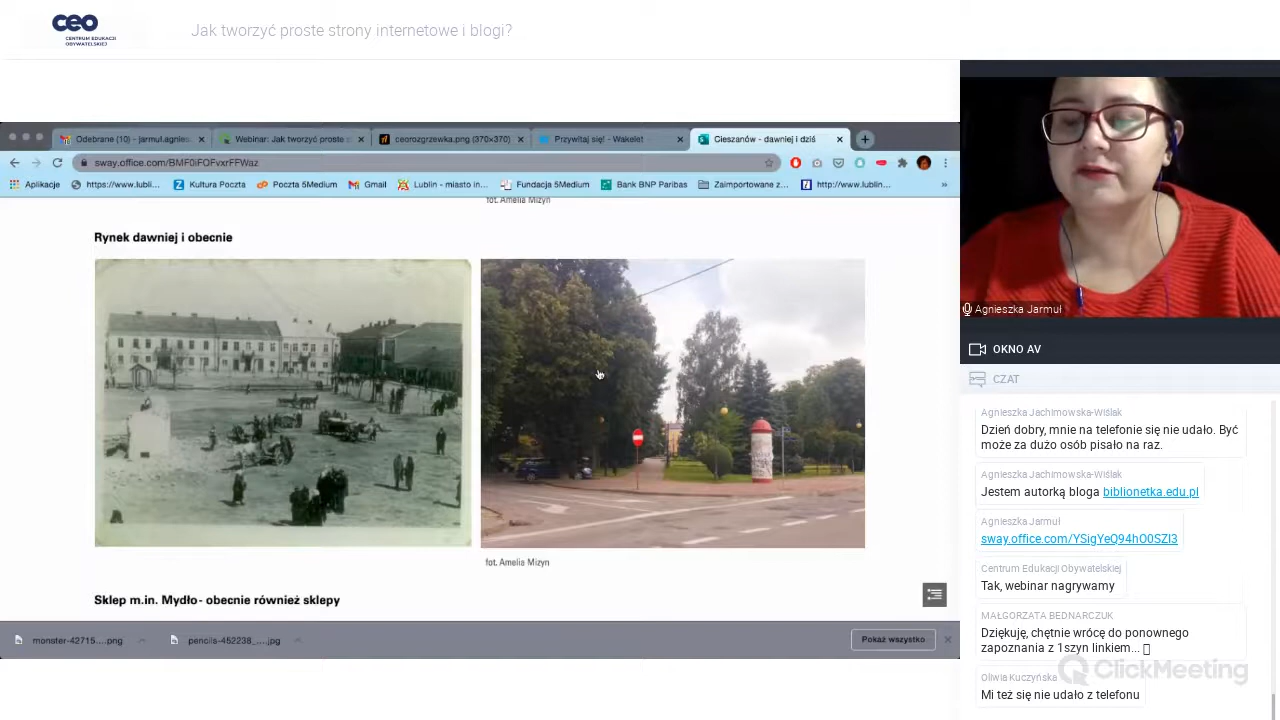 ceo
CENTRUM EDUKACJI
OBYWATELSKIEJ
Jak tworzyć proste strony internetowe i blogi?
Odebrane (10) - jarmul.agnies
Webinar: Jak tworzyć proste s
ceorozgrzewka.png (370×370)
Przywitaj się! - Wakelet
Cieszanów - dawniej i dziś
sway.office.com/BMF0iFQFvxrFFWaz
Aplikacje
https://www.lubli...
Kultura Poczta
Poczta 5Medium
Gmail
Lublin - miasto in...
Fundacja 5Medium
Bank BNP Paribas
Zaimportowane z...
http://www.lublin...
fot. Amelia Mizyn
Rynek dawniej i obecnie
fot. Amelia Mizyn
Sklep m.in. Mydło - obecnie również sklepy
monster-42715....png
pencils-452238_....jpg
Pokaż wszystko
Agnieszka Jarmuł
OKNO AV
CZAT
Agnieszka Jachimowska-Wiślak
Dzień dobry, mnie na telefonie się nie udało. Być
może za dużo osób pisało na raz.
Agnieszka Jachimowska-Wiślak
Jestem autorką bloga biblionetka.edu.pl
Agnieszka Jarmuł
sway.office.com/YSigYeQ94hO0SZI3
Centrum Edukacji Obywatelskiej
Tak, webinar nagrywamy
MAŁGORZATA BEDNARCZUK
Dziękuję, chętnie wrócę do ponownego
zapoznania z 1szyn linkiem...
Oliwia Kuczyńska
Mi też się nie udało z telefonu
ClickMeeting